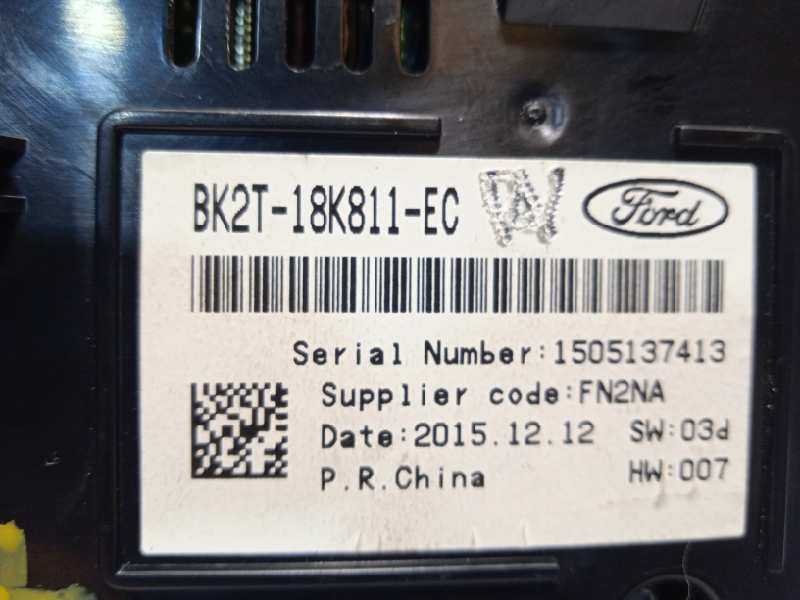 BK2T-18K811-EC
Ford
Serial Number:1505137413
Supplier code:FN2NA
Date:2015.12.12 SW:03d
P.R.China HW:007